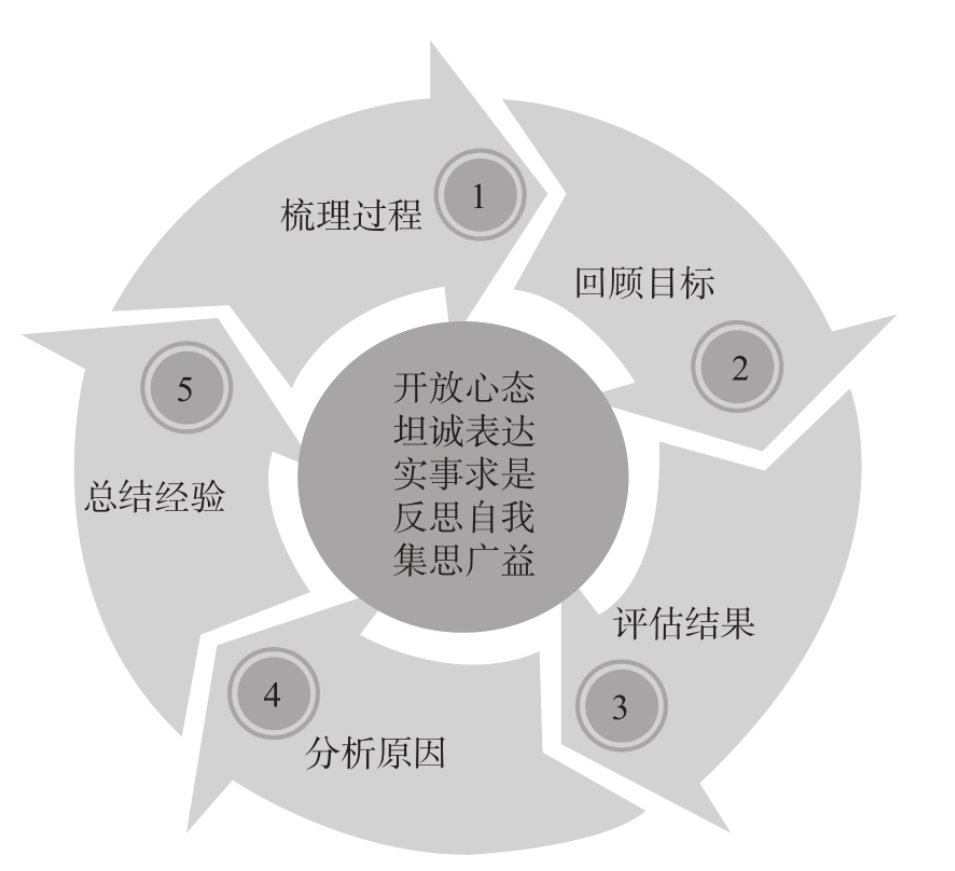 梳理过程
1
回顾目标
2
评估结果
3
分析原因
4
总结经验
5
开放心态
坦诚表达
实事求是
反思自我
集思广益